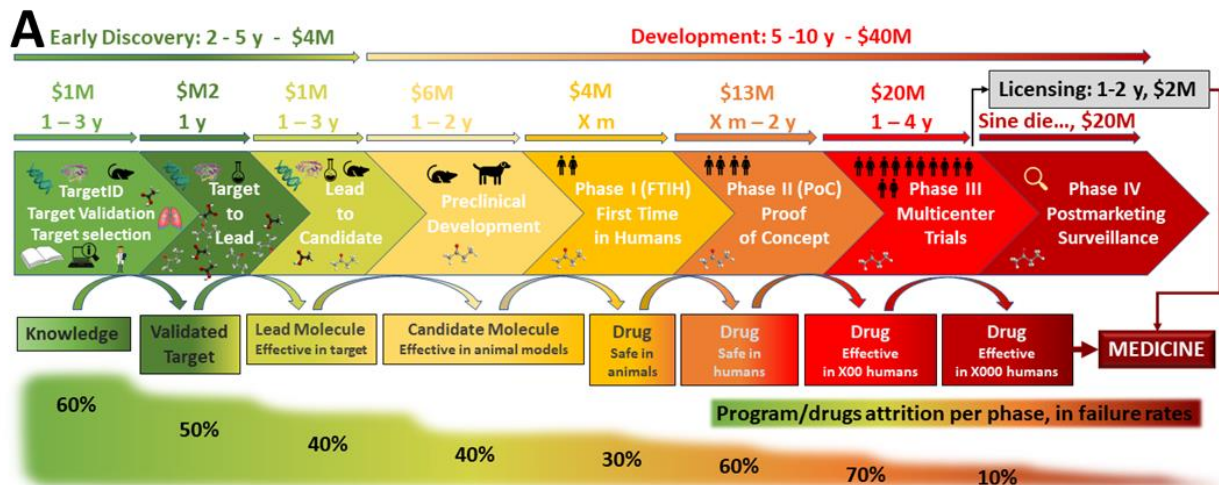 A
Early Discovery: 2 - 5 y - $4M
Development: 5 -10 y - $40M
$1M
1 – 3 y
$M2
1 y
$1M
1 – 3 y
$6M
1 – 2 y
$4M
X m
$13M
X m – 2 y
$20M
1 – 4 y
Licensing: 1-2 y, $2M
Sine die..., $20M
TargetID
Target Validation
Target selection
Target
to
Lead
Lead
to
Candidate
Preclinical
Development
Phase I (FTIH)
First Time
in Humans
Phase II (PoC)
Proof
of Concept
Phase III
Multicenter
Trials
Phase IV
Postmarketing
Surveillance
Knowledge
Validated
Target
Lead Molecule
Effective in target
Candidate Molecule
Effective in animal models
Drug
Safe in
animals
Drug
Safe in
humans
Drug
Effective
in X00 humans
Drug
Effective
in X000 humans
MEDICINE
Program/drugs attrition per phase, in failure rates
60%
50%
40%
40%
30%
60%
70%
10%